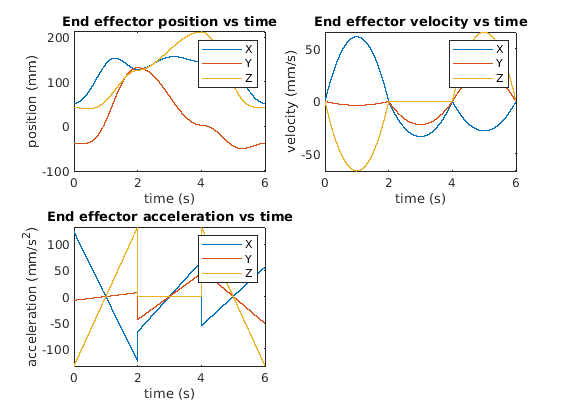 End effector position vs time
200
100
0
-100
position (mm)
0
2
4
6
time (s)
X
Y
Z
End effector velocity vs time
50
0
-50
velocity (mm/s)
0
2
4
6
time (s)
X
Y
Z
End effector acceleration vs time
100
50
0
-50
-100
acceleration (mm/s²)
0
2
4
6
time (s)
X
Y
Z